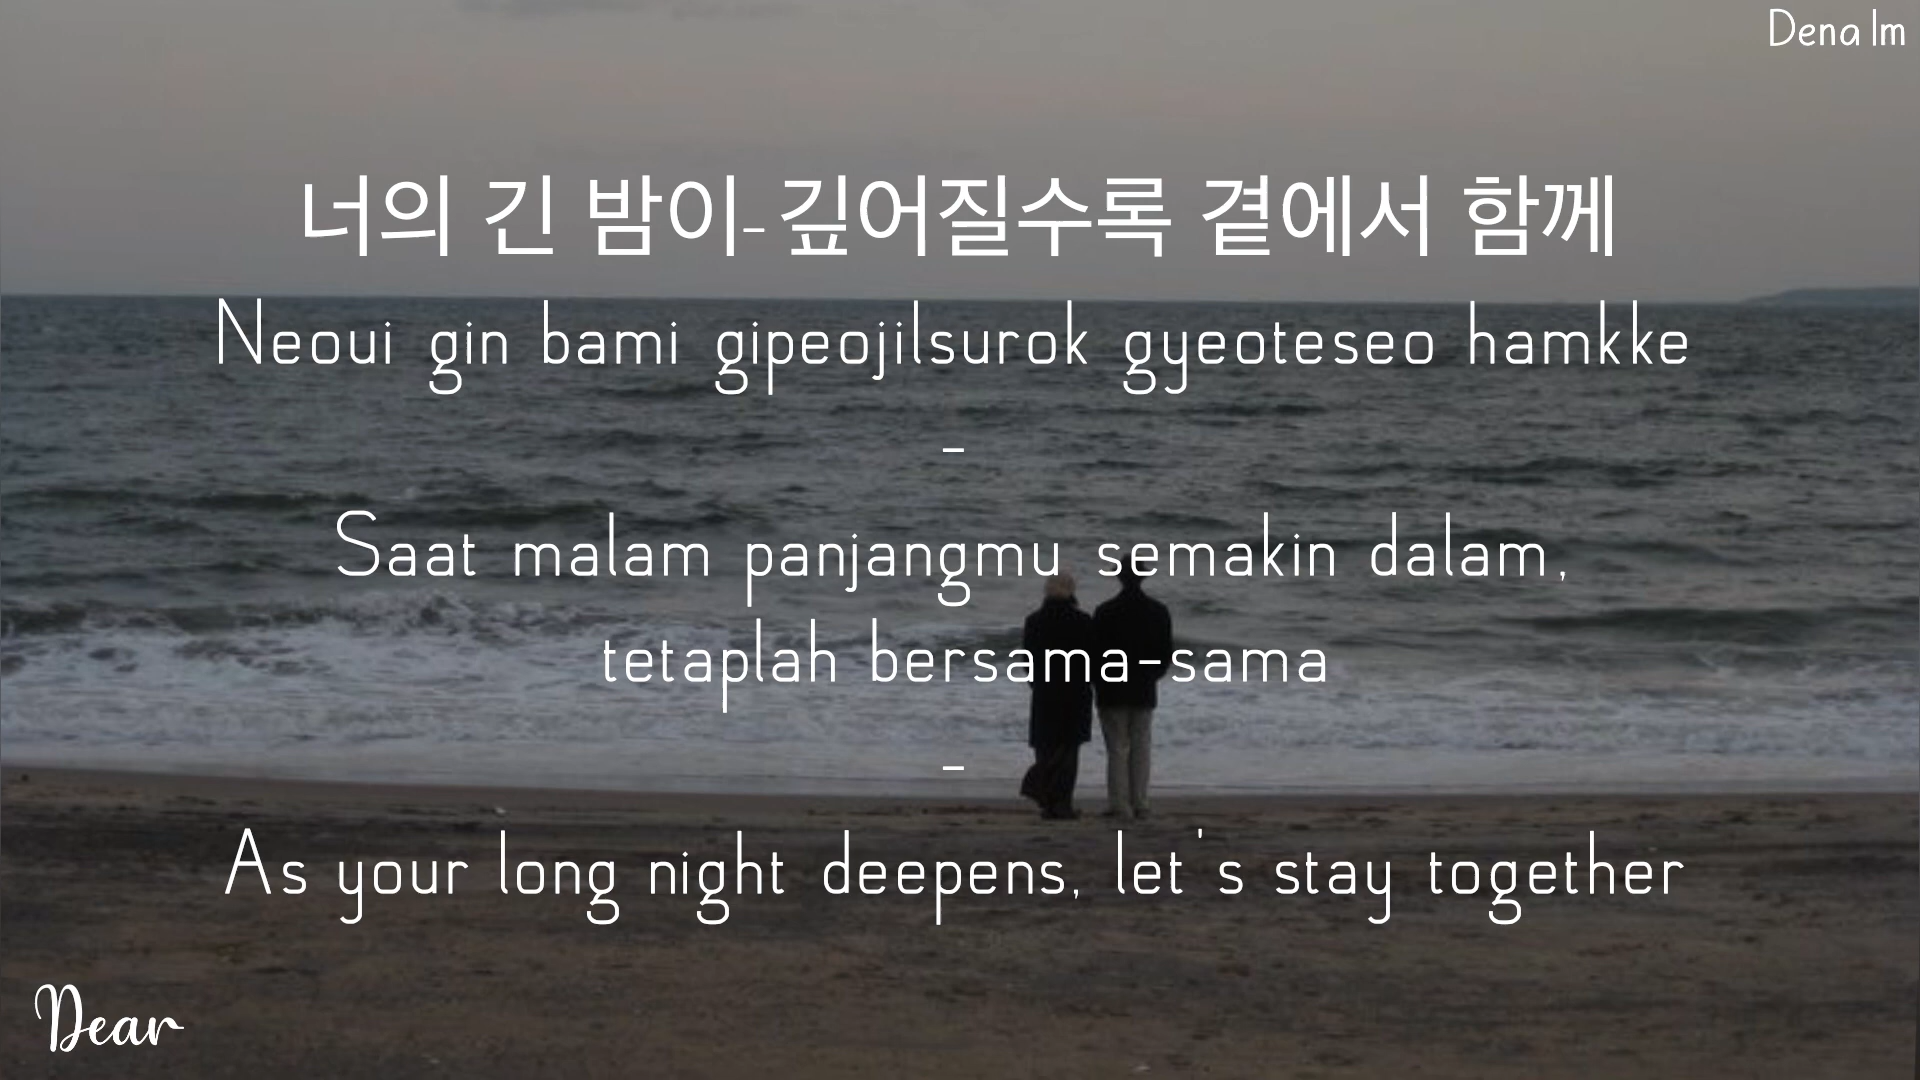 Dena Im
너의 긴 밤이-깊어질수록 곁에서 함께
Neoui gin bami gipeojilsurok gyeoteseo hamkke
-
Saat malam panjangmu semakin dalam,
tetaplah bersama-sama
-
As your long night deepens, let's stay together
Dear